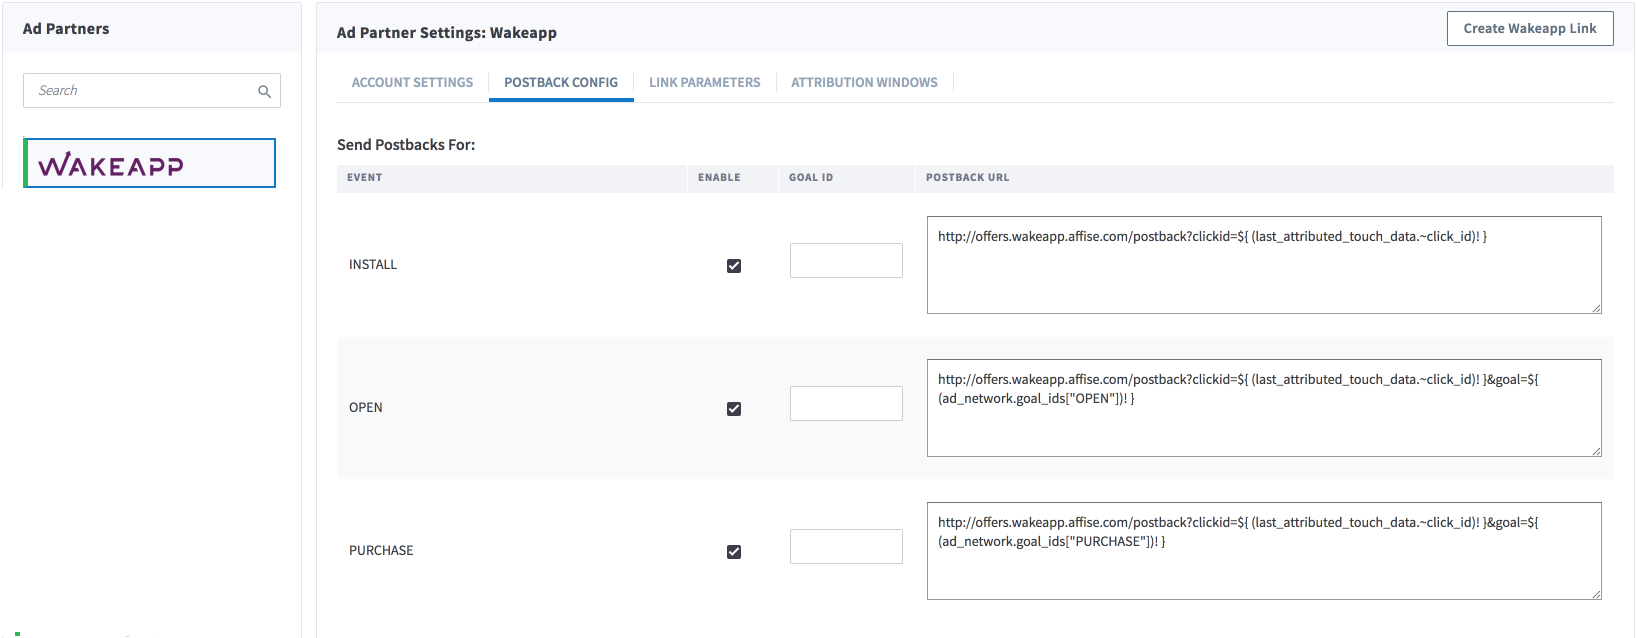 Ad Partners
Search
WAKEAPP
Ad Partner Settings: Wakeapp
Create Wakeapp Link
ACCOUNT SETTINGS
POSTBACK CONFIG
LINK PARAMETERS
ATTRIBUTION WINDOWS
Send Postbacks For:
EVENT ENABLE GOAL ID POSTBACK URL
INSTALL
http://offers.wakeapp.affise.com/postback?clickid=${ (last_attributed_touch_data.~click_id)! }
OPEN
http://offers.wakeapp.affise.com/postback?clickid=${ (last_attributed_touch_data.~click_id)! }&goal=${
(ad_network.goal_ids["OPEN"])! }
PURCHASE
http://offers.wakeapp.affise.com/postback?clickid=${ (last_attributed_touch_data.~click_id)! }&goal=${
(ad_network.goal_ids["PURCHASE"])! }